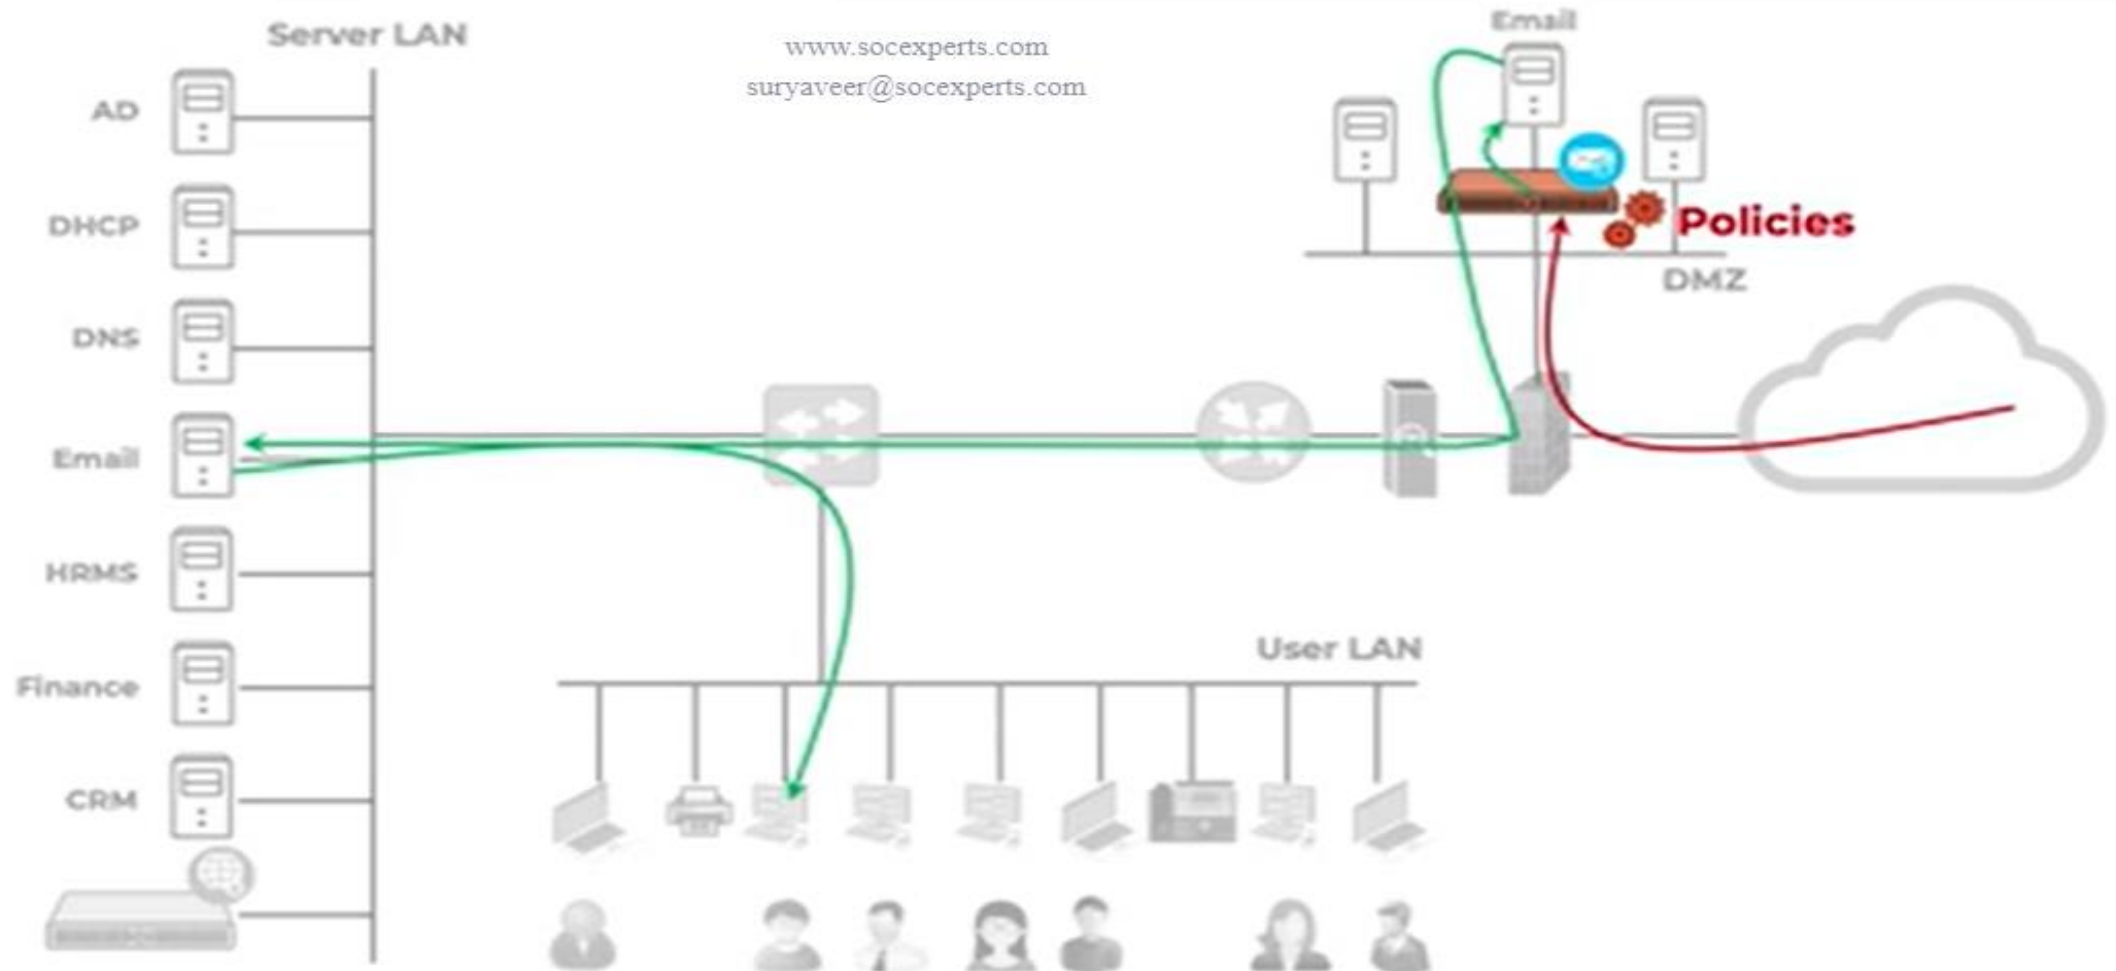 Server LAN
www.socexperts.com
suryaveer@socexperts.com
Email
AD
DHCP
Policies
DMZ
DNS
Email
HRMS
User LAN
Finance
CRM